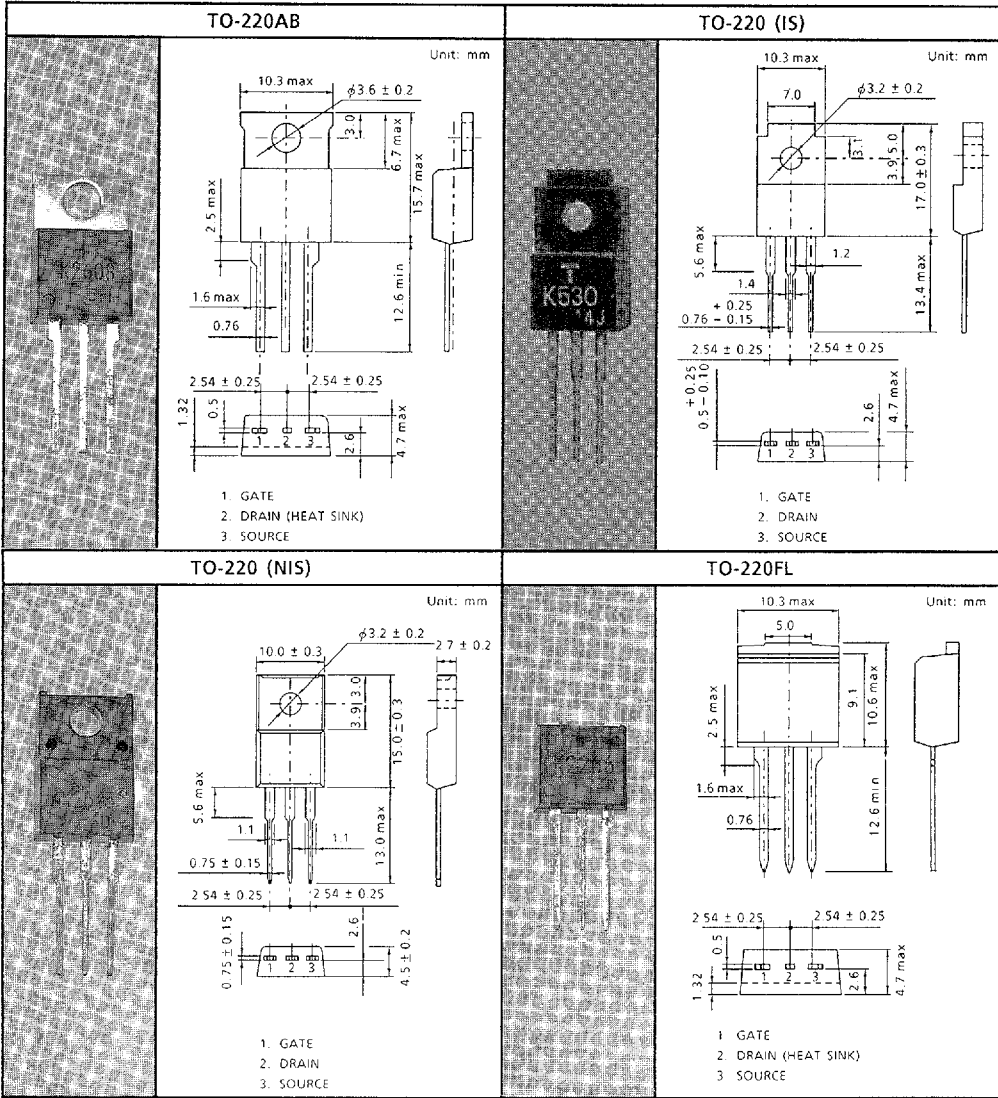 TO-220AB
Unit: mm
10.3 max
φ3.6 ± 0.2
3.0
6.7 max
15.7 max
2.5 max
1.6 max
0.76
12.6 min
2.54 ± 0.25
2.54 ± 0.25
1.32
0.5
1 2 3
2.6
4.7 max
1. GATE
2. DRAIN (HEAT SINK)
3. SOURCE
TO-220 (IS)
Unit: mm
10.3 max
7.0
φ3.2 ± 0.2
3.1
3.9 5.0
17.0 ± 0.3
5.6 max
1.2
1.4
+ 0.25
0.76 - 0.15
13.4 max
2.54 ± 0.25
2.54 ± 0.25
+ 0.25
0.5 - 0.10
1 2 3
2.6
4.7 max
1. GATE
2. DRAIN
3. SOURCE
T
K530
4J
TO-220 (NIS)
Unit: mm
φ3.2 ± 0.2
10.0 ± 0.3
2.7 ± 0.2
3.9 3.0
15.0 ± 0.3
5.6 max
1.1
1.1
0.75 ± 0.15
13.0 max
2.54 ± 0.25
2.54 ± 0.25
0.75 ± 0.15
1 2 3
2.6
4.5 ± 0.2
1. GATE
2. DRAIN
3. SOURCE
TO-220FL
Unit: mm
10.3 max
5.0
9.1
10.6 max
2.5 max
1.6 max
0.76
12.6 min
2.54 ± 0.25
2.54 ± 0.25
0.5
1.32
1 2 3
2.6
4.7 max
1 GATE
2. DRAIN (HEAT SINK)
3 SOURCE